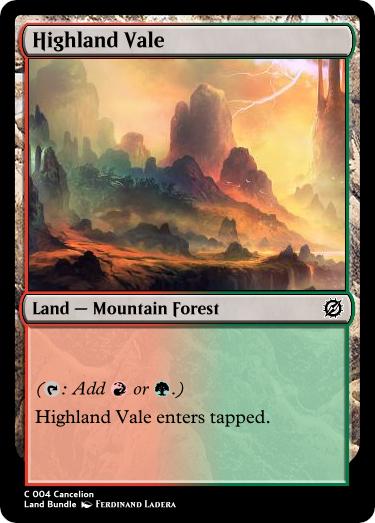 Highland Vale
Land — Mountain Forest
( : Add or .)
Highland Vale enters tapped.
C 004 Cancelion
Land Bundle Ferdinand Ladera